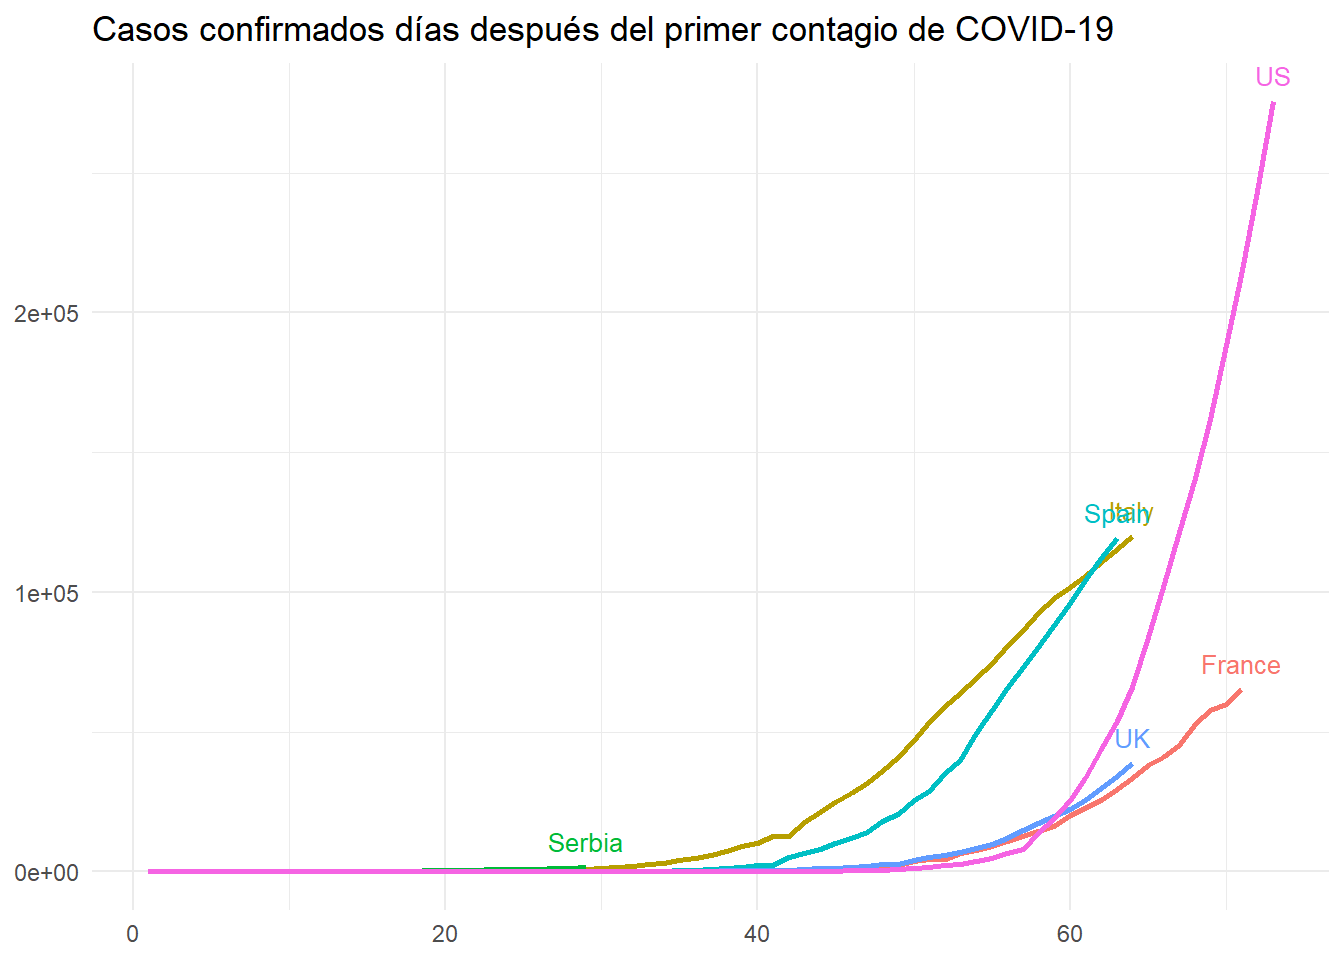 Casos confirmados días después del primer contagio de COVID-19
US
2e+05
Spain
Italy
1e+05
France
UK
Serbia
0e+00
0
20
40
60